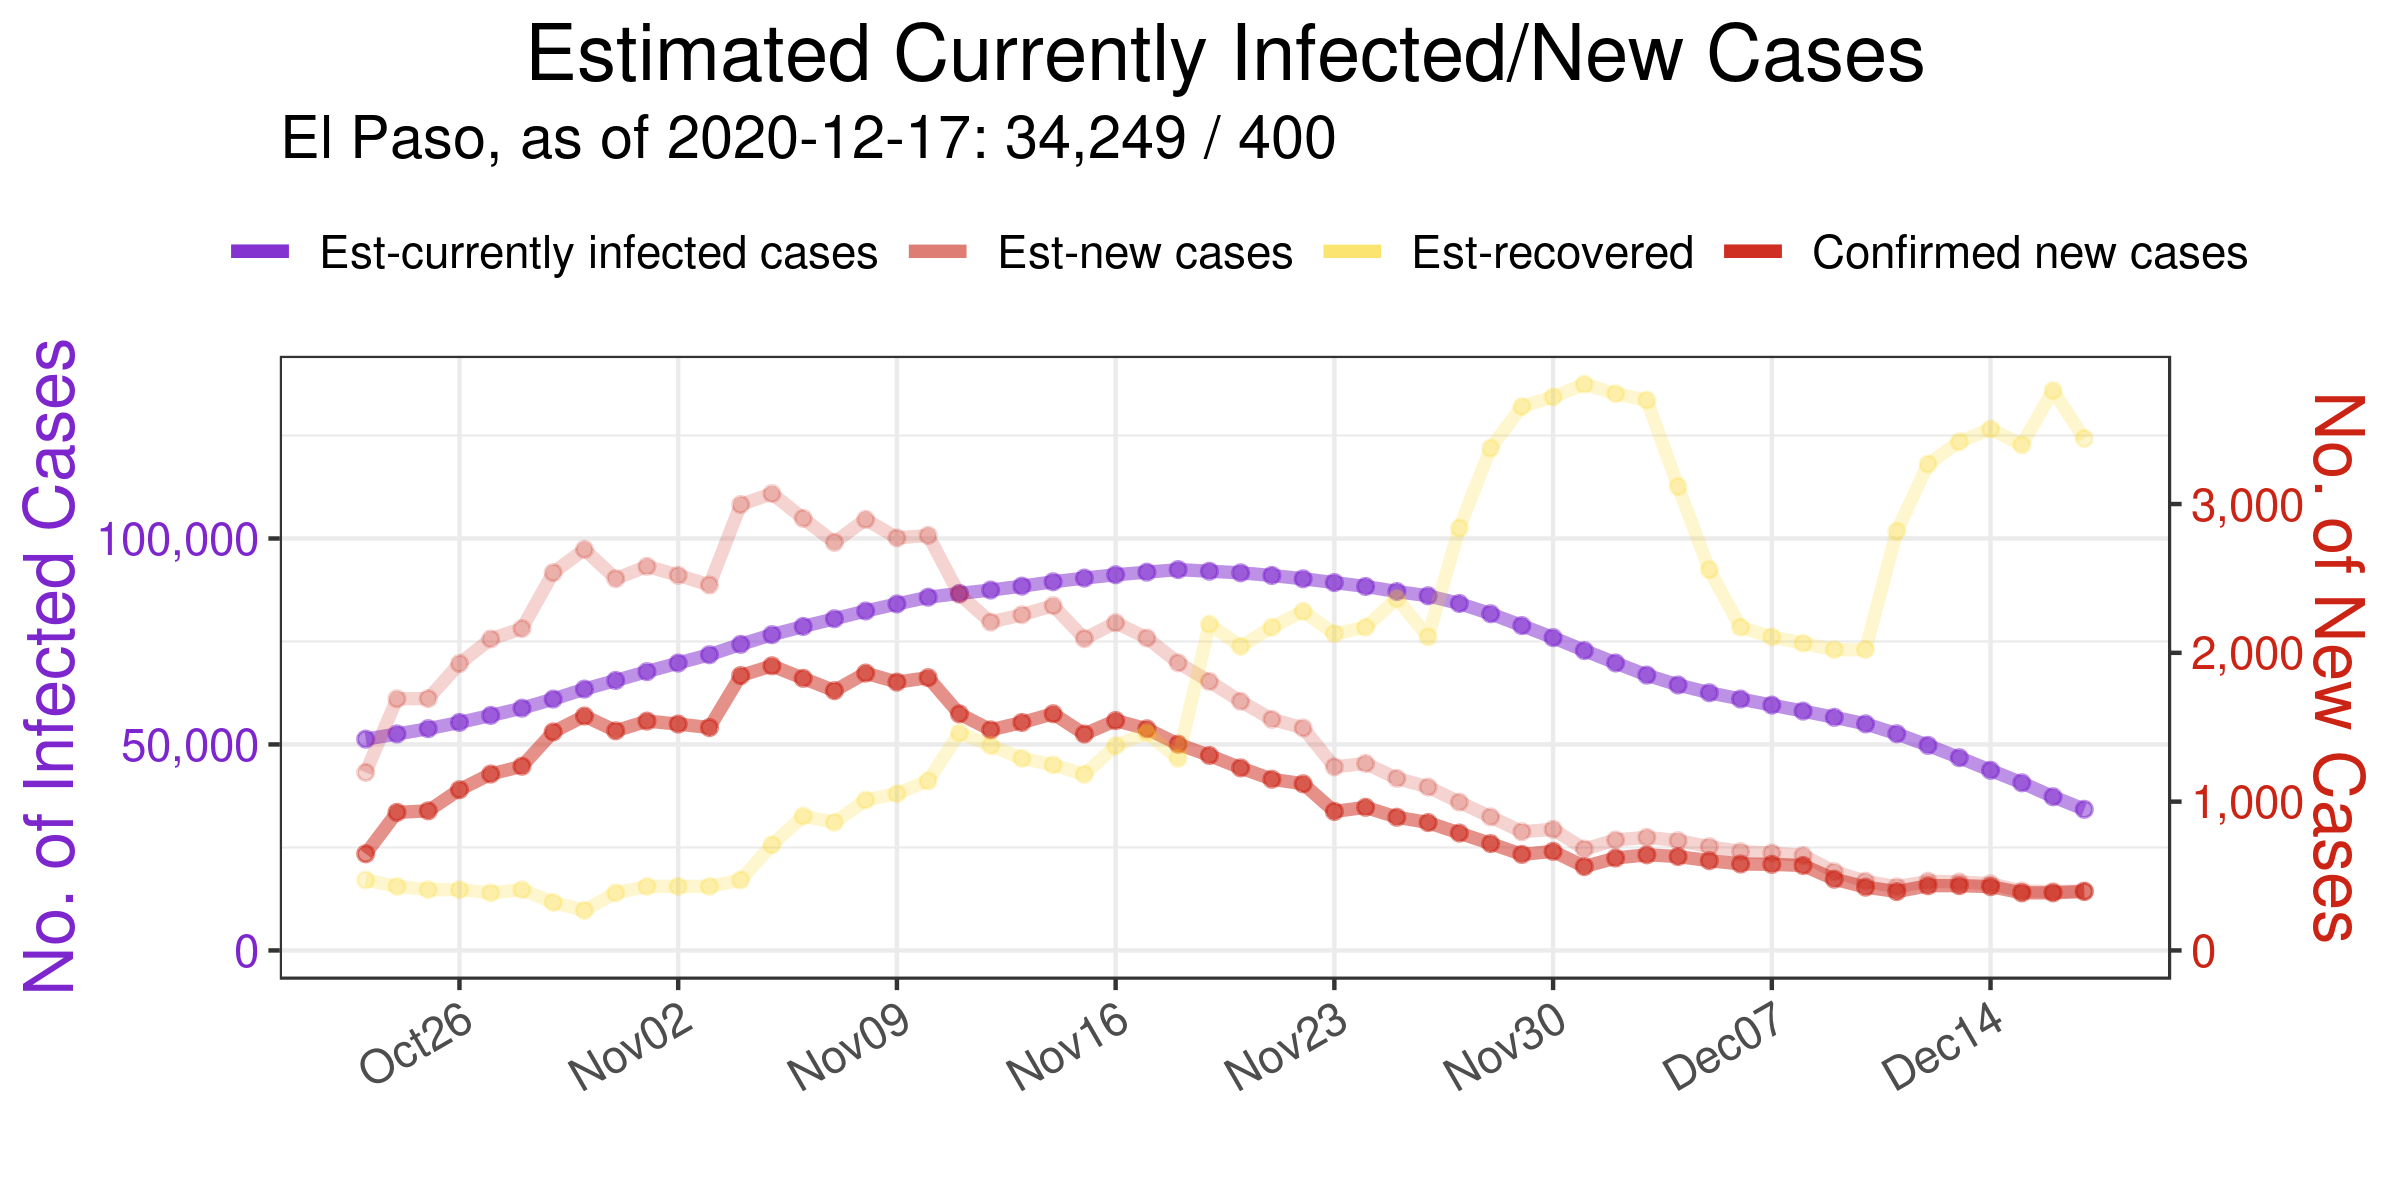 Estimated Currently Infected/New Cases
El Paso, as of 2020-12-17: 34,249 / 400
Est-currently infected cases Est-new cases Est-recovered Confirmed new cases
No. of Infected Cases
100,000
50,000
0
No. of New Cases
3,000
2,000
1,000
0
Oct26 Nov02 Nov09 Nov16 Nov23 Nov30 Dec07 Dec14